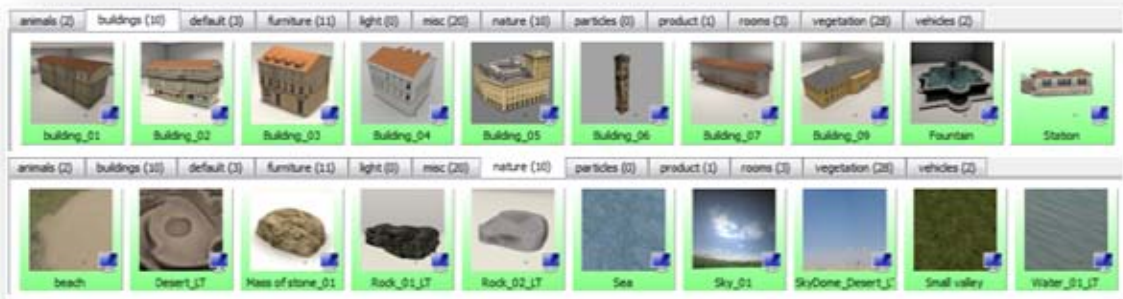 animals (2) buildings (10) default (3) furniture (11) light (0) misc (20) nature (10) particles (0) product (1) rooms (3) vegetation (28) vehicles (2)
building_01 Building_02 Building_03 Building_04 Building_05 Building_06 Building_07 Building_09 Fountain Station
animals (2) buildings (10) default (3) furniture (11) light (0) misc (20) nature (10) particles (0) product (1) rooms (3) vegetation (28) vehicles (2)
beach Desert_LT Mass of stone_01 Rock_01_LT Rock_02_LT Sea Sky_01 SkyDome_Desert_L Small valley Water_01_LT